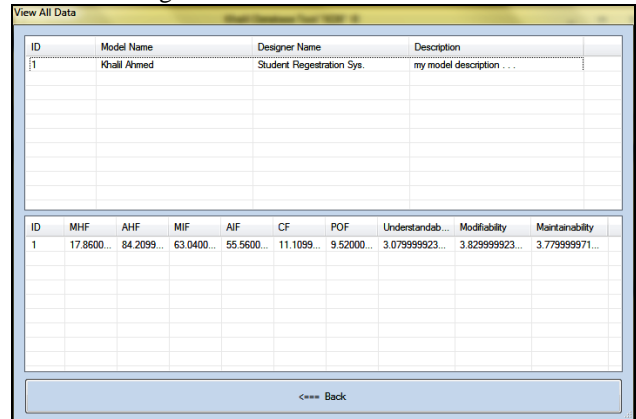 View All Data
ID Model Name Designer Name Description
1 Khalil Ahmed Student Regestration Sys. my model description . . .
ID MHF AHF MIF AIF CF POF Understandab... Modifiability Maintainability
1 17.8600... 84.2099... 63.0400... 55.5600... 11.1099... 9.52000... 3.079999923... 3.829999923... 3.779999971...
<=== Back